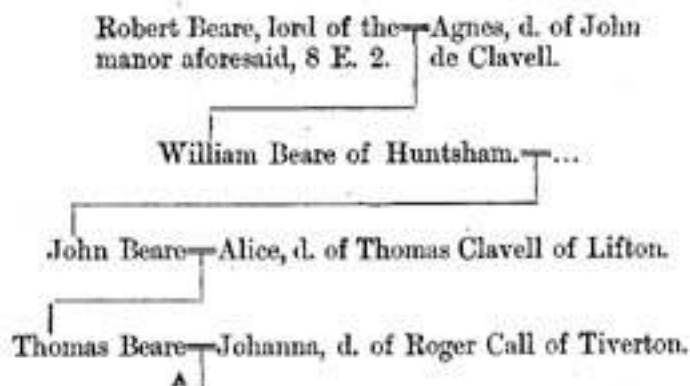 Robert Beare, lord of the Agnes, d. of John
manor aforesaid, 8 E. 2. de Clavell.
William Beare of Huntsham. ...
John Beare Alice, d. of Thomas Clavell of Lifton.
Thomas Beare Johanna, d. of Roger Call of Tiverton.
A